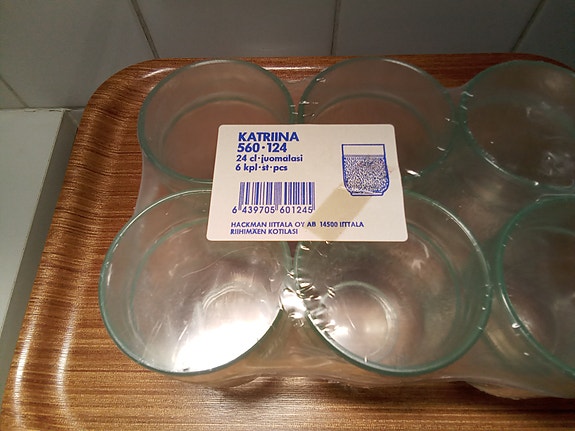 KATRIINA
560·124
24 cl·juomalasi
6 kpl·st·pcs
6 439705 601245
HACKMAN IITTALA OY AB 14500 IITTALA
RIIHIMÄEN KOTILASI